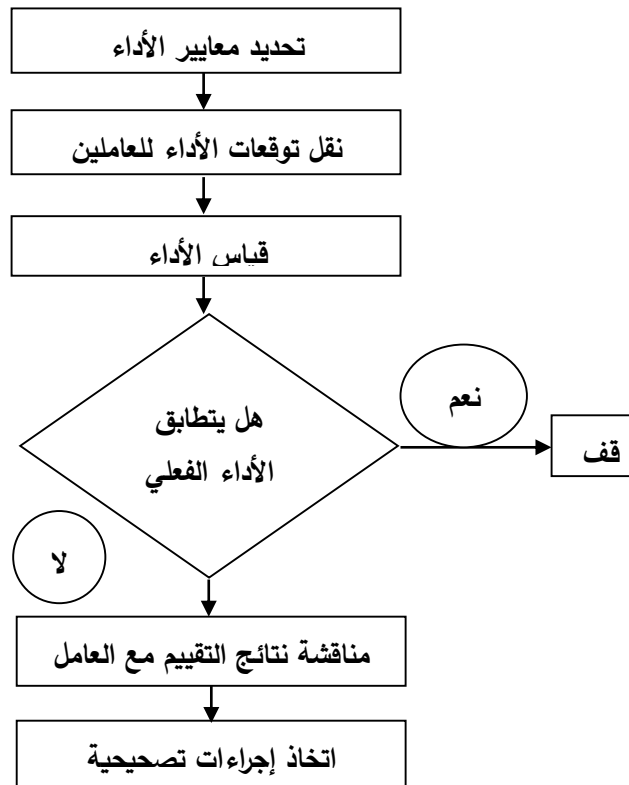 تحديد معايير الأداء
نقل توقعات الأداء للعاملين
قياس الأداء
هل يتطابق
الأداء الفعلي
نعم
قف
لا
مناقشة نتائج التقييم مع العامل
اتخاذ إجراءات تصحيحية